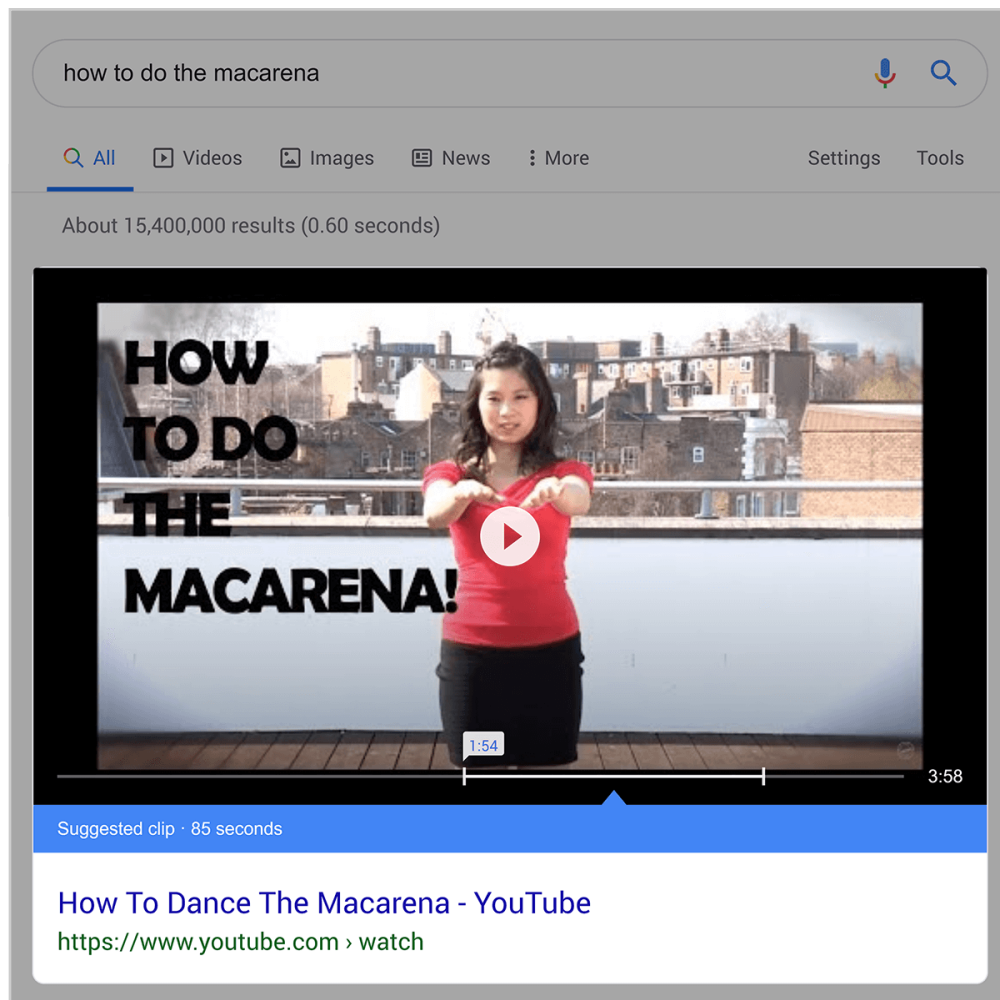 how to do the macarena
All Videos Images News More Settings Tools
About 15,400,000 results (0.60 seconds)
HOW
TO DO
THE
MACARENA!
1:54
3:58
Suggested clip · 85 seconds
How To Dance The Macarena - YouTube
https://www.youtube.com › watch